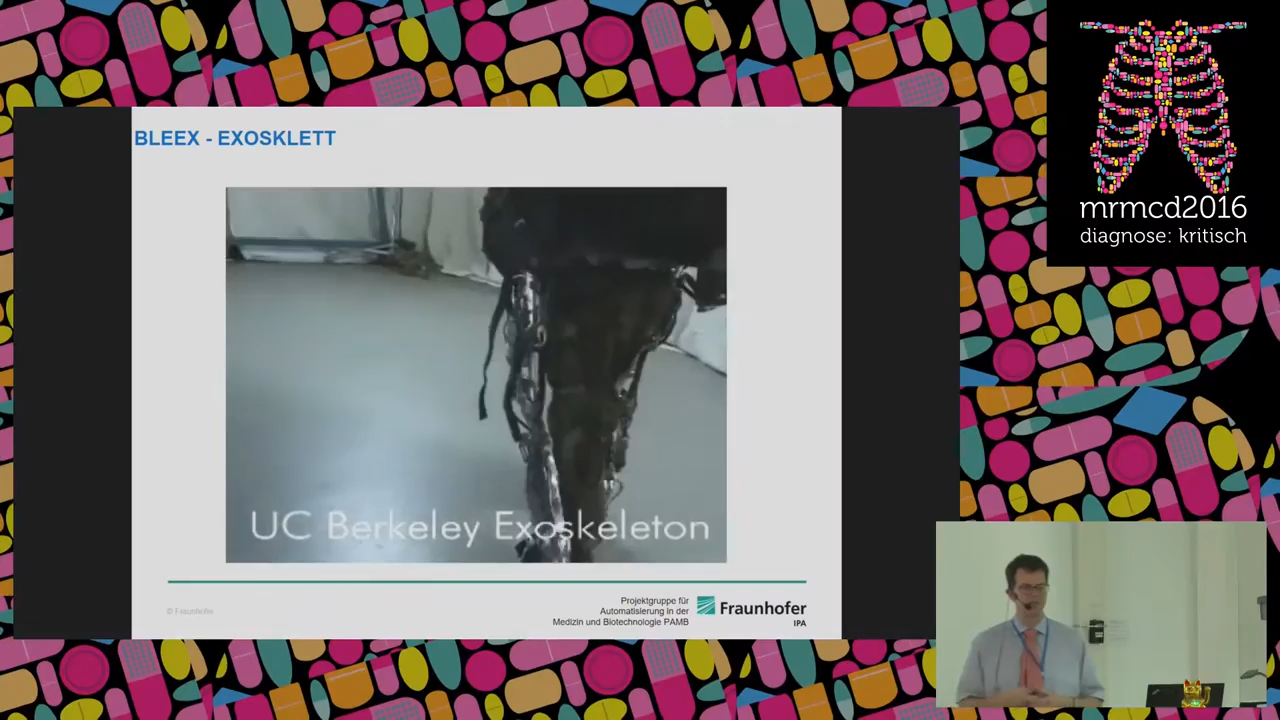 BLEEX - EXOSKLETT
UC Berkeley Exoskeleton
© Fraunhofer
Projektgruppe für
Automatisierung in der
Medizin und Biotechnologie PAMB
Fraunhofer
IPA
mrmcd2016
diagnose: kritisch